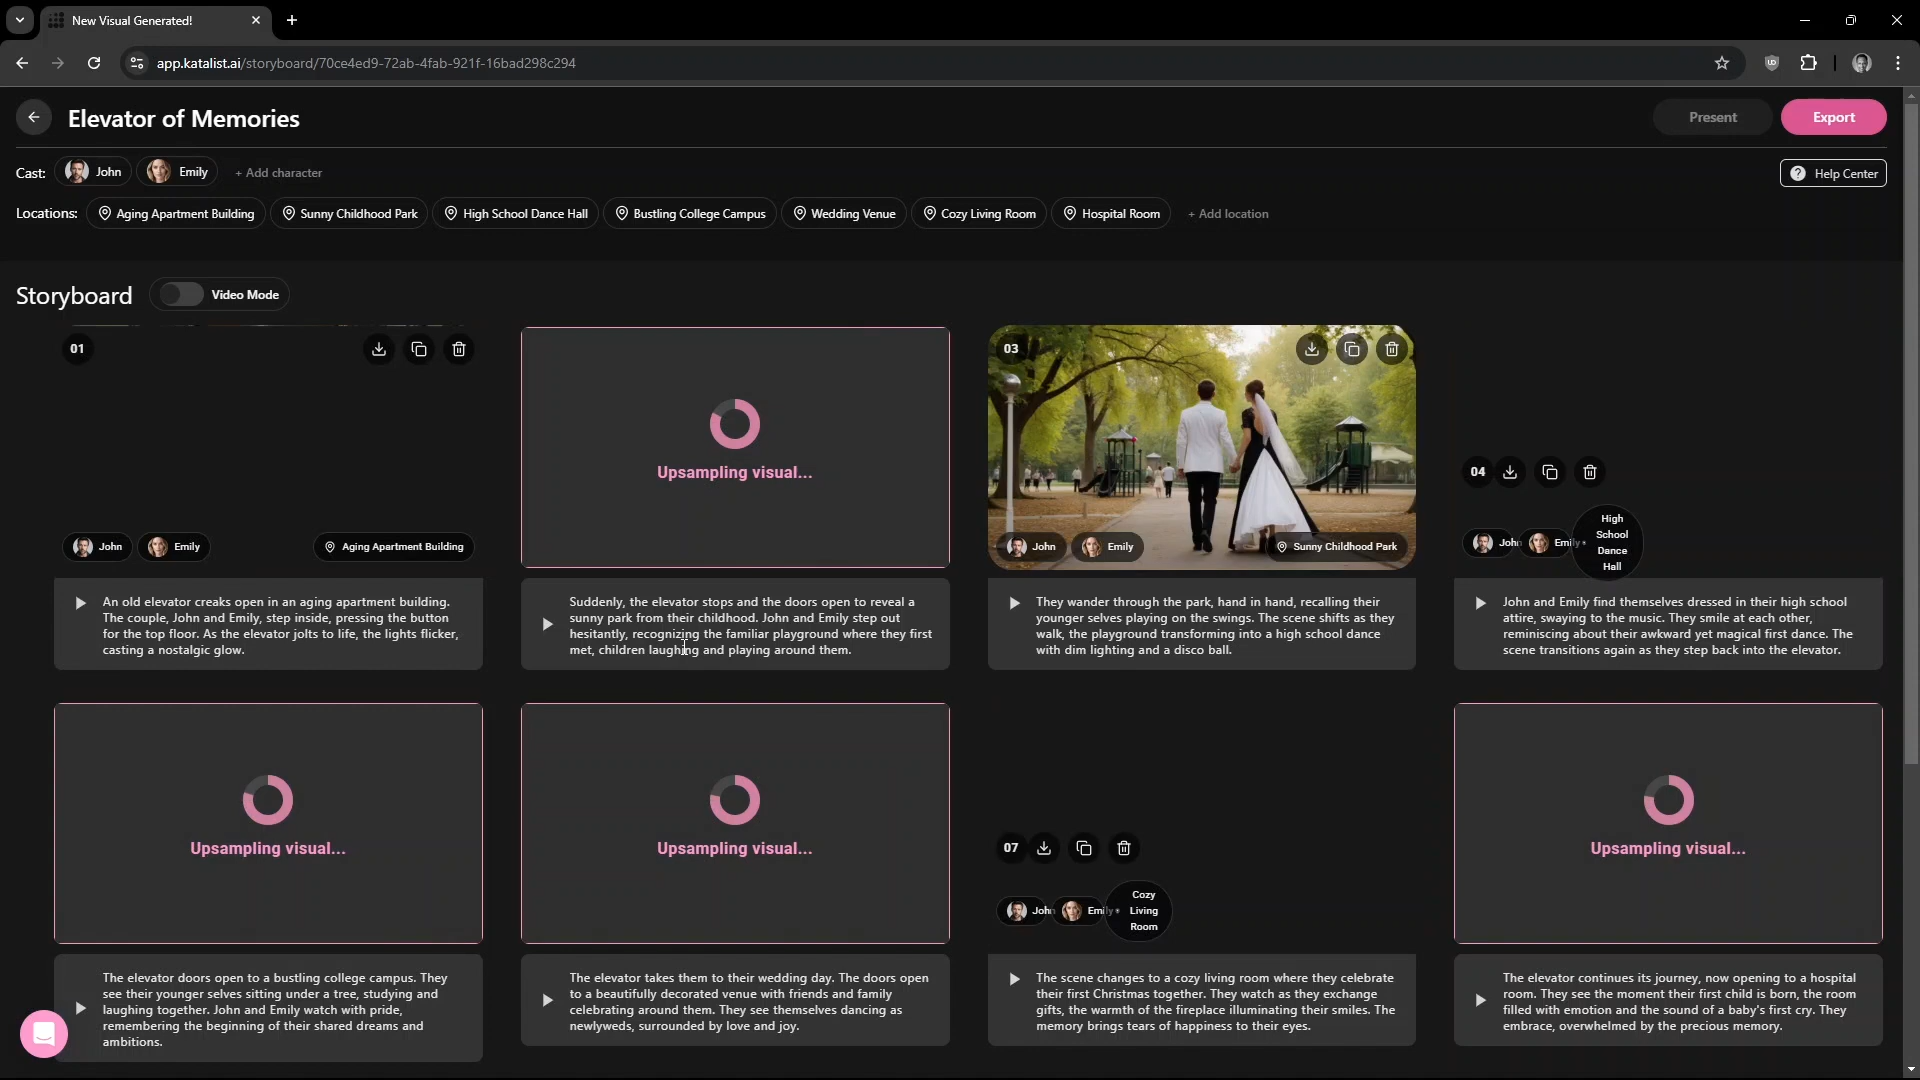 New Visual Generated!
app.katalist.ai/storyboard/70ce4ed9-72ab-4fab-921f-16bad298c294
Elevator of Memories
Present
Export
Cast:
John
Emily
+ Add character
Help Center
Locations:
Aging Apartment Building
Sunny Childhood Park
High School Dance Hall
Bustling College Campus
Wedding Venue
Cozy Living Room
Hospital Room
+ Add location
Storyboard
Video Mode
01
John
Emily
Aging Apartment Building
An old elevator creaks open in an aging apartment building.
The couple, John and Emily, step inside, pressing the button
for the top floor. As the elevator jolts to life, the lights flicker,
casting a nostalgic glow.
Upsampling visual...
Suddenly, the elevator stops and the doors open to reveal a
sunny park from their childhood. John and Emily step out
hesitantly, recognizing the familiar playground where they first
met, children laughing and playing around them.
03
John
Emily
Sunny Childhood Park
They wander through the park, hand in hand, recalling their
younger selves playing on the swings. The scene shifts as they
walk, the playground transforming into a high school dance
with dim lighting and a disco ball.
04
John
Emily
High
School
Dance
Hall
John and Emily find themselves dressed in their high school
attire, swaying to the music. They smile at each other,
reminiscing about their awkward yet magical first dance. The
scene transitions again as they step back into the elevator.
Upsampling visual...
The elevator doors open to a bustling college campus. They
see their younger selves sitting under a tree, studying and
laughing together. John and Emily watch with pride,
remembering the beginning of their shared dreams and
ambitions.
Upsampling visual...
The elevator takes them to their wedding day. The doors open
to a beautifully decorated venue with friends and family
celebrating around them. They see themselves dancing as
newlyweds, surrounded by love and joy.
07
John
Emily
Cozy
Living
Room
The scene changes to a cozy living room where they celebrate
their first Christmas together. They watch as they exchange
gifts, the warmth of the fireplace illuminating their smiles. The
memory brings tears of happiness to their eyes.
Upsampling visual...
The elevator continues its journey, now opening to a hospital
room. They see the moment their first child is born, the room
filled with emotion and the sound of a baby's first cry. They
embrace, overwhelmed by the precious memory.